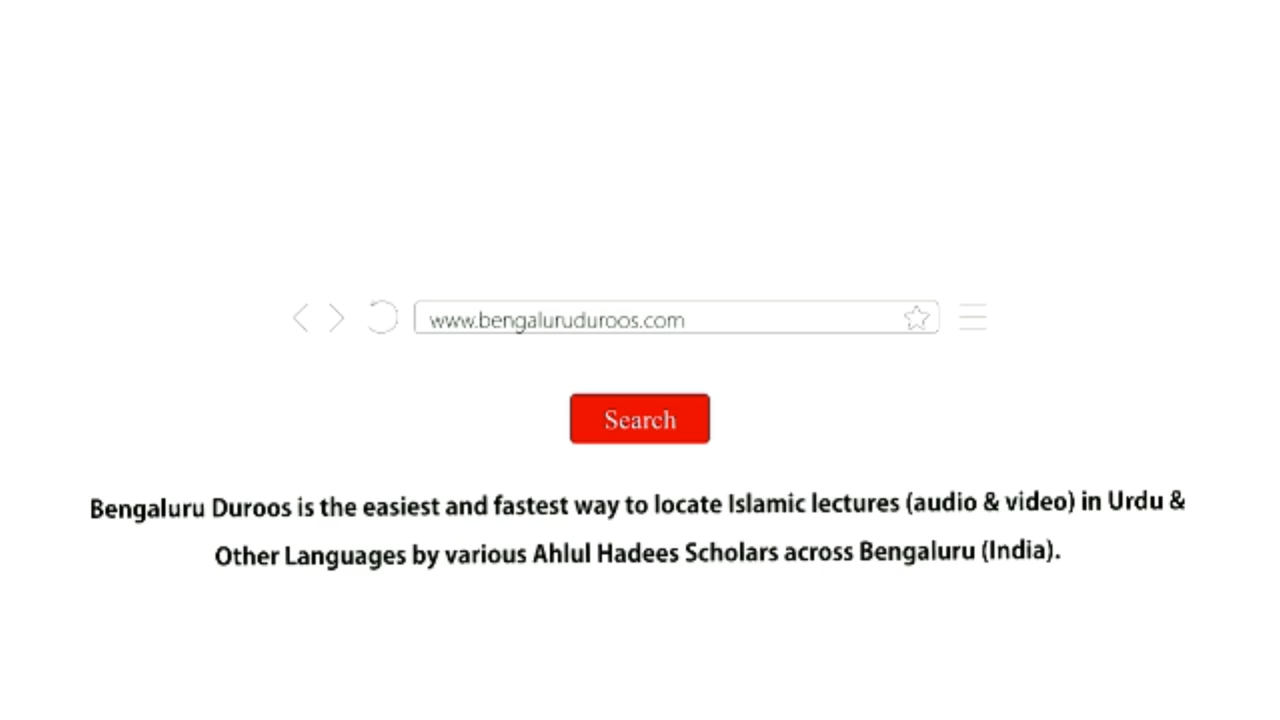 www.bengaluruduroos.com
Search
Bengaluru Duroos is the easiest and fastest way to locate Islamic lectures (audio & video) in Urdu &
Other Languages by various Ahlul Hadees Scholars across Bengaluru (India).